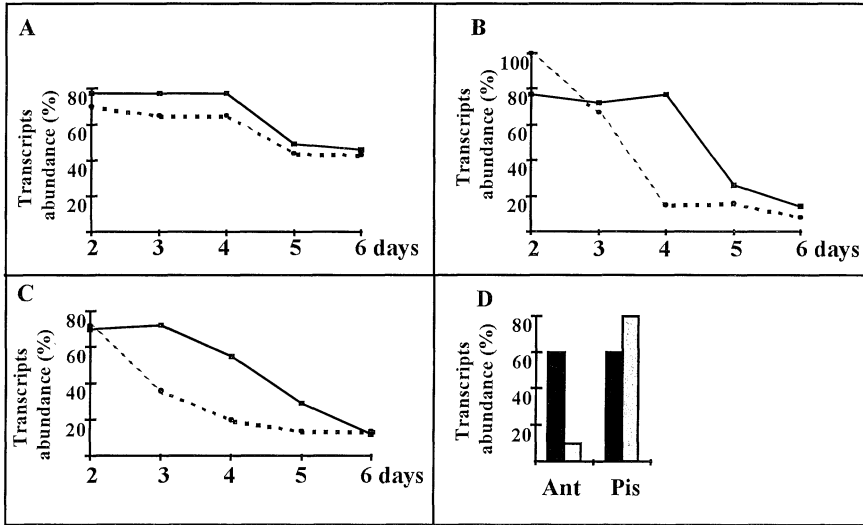 A
Transcripts
abundance (%)
80
60
40
20
2 3 4 5 6 days
B
Transcripts
abundance (%)
100
80
60
40
20
2 3 4 5 6 days
C
Transcripts
abundance (%)
80
60
40
20
2 3 4 5 6 days
D
Transcripts
abundance (%)
80
60
40
20
Ant Pis